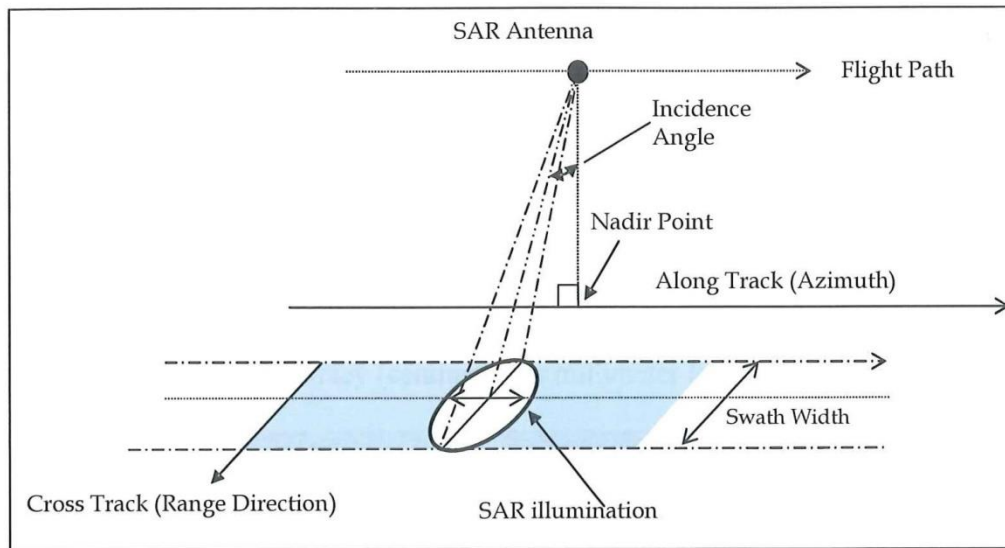 SAR Antenna
Flight Path
Incidence
Angle
Nadir Point
Along Track (Azimuth)
Swath Width
Cross Track (Range Direction)
SAR illumination